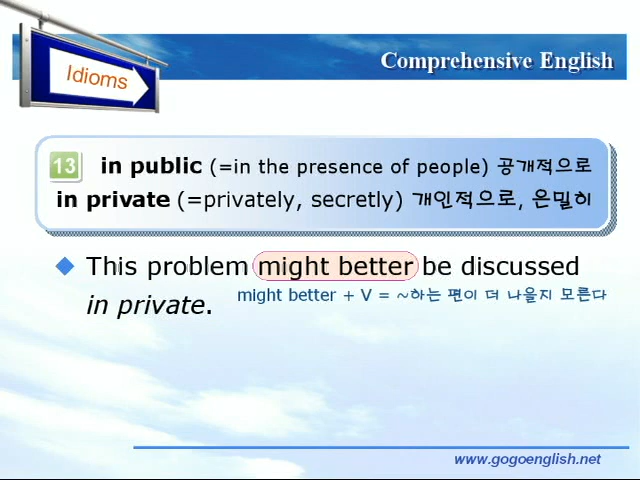 Idioms
Comprehensive English
13 in public (=in the presence of people) 공개적으로
in private (=privately, secretly) 개인적으로, 은밀히
This problem might better be discussed
in private.
might better + V = ~하는 편이 더 나을지 모른다
www.gogoenglish.net